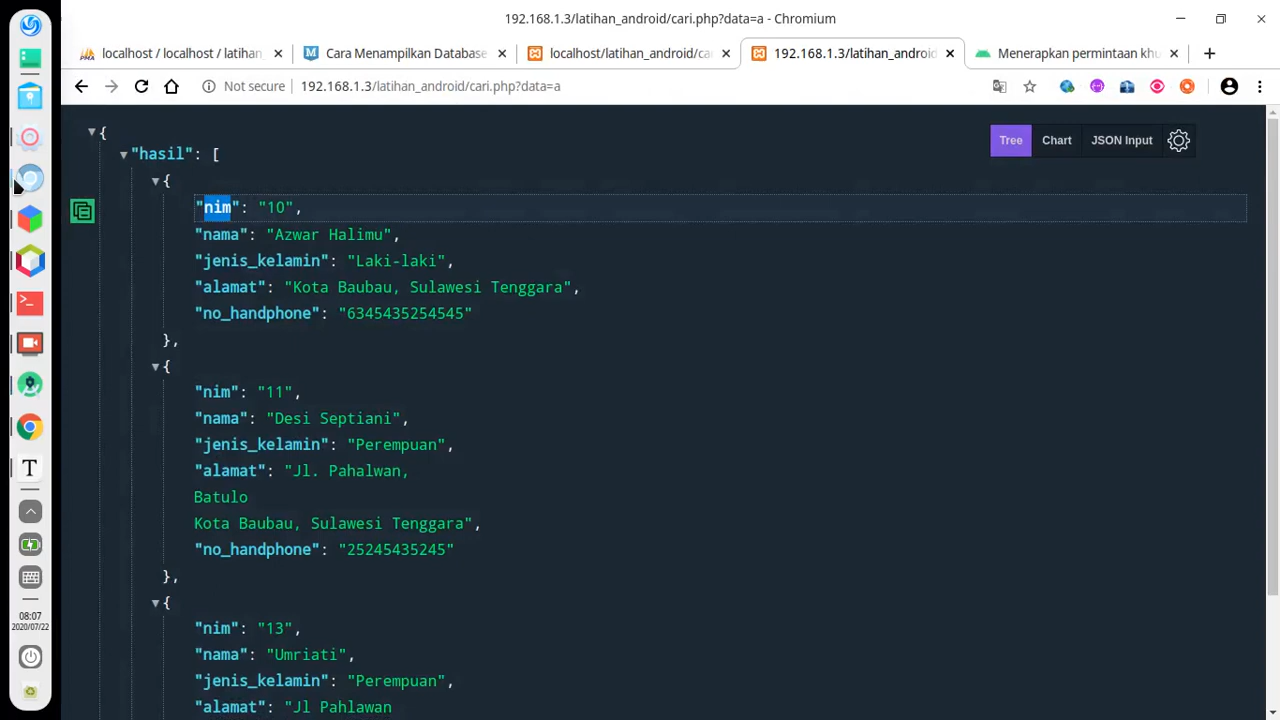 192.168.1.3/latihan_android/cari.php?data=a - Chromium
localhost / localhost / latihan
Cara Menampilkan Database
localhost/latihan_android/ca
192.168.1.3/latihan_android
Menerapkan permintaan khu
Not secure
192.168.1.3/latihan_android/cari.php?data=a
Tree
Chart
JSON Input
{
"hasil": [
{
"nim": "10",
"nama": "Azwar Halimu",
"jenis_kelamin": "Laki-laki",
"alamat": "Kota Baubau, Sulawesi Tenggara",
"no_handphone": "6345435254545"
},
{
"nim": "11",
"nama": "Desi Septiani",
"jenis_kelamin": "Perempuan",
"alamat": "Jl. Pahalwan,
Batulo
Kota Baubau, Sulawesi Tenggara",
"no_handphone": "25245435245"
},
{
"nim": "13",
"nama": "Umriati",
"jenis_kelamin": "Perempuan",
"alamat": "Jl Pahlawan
T
08:07
2020/07/22